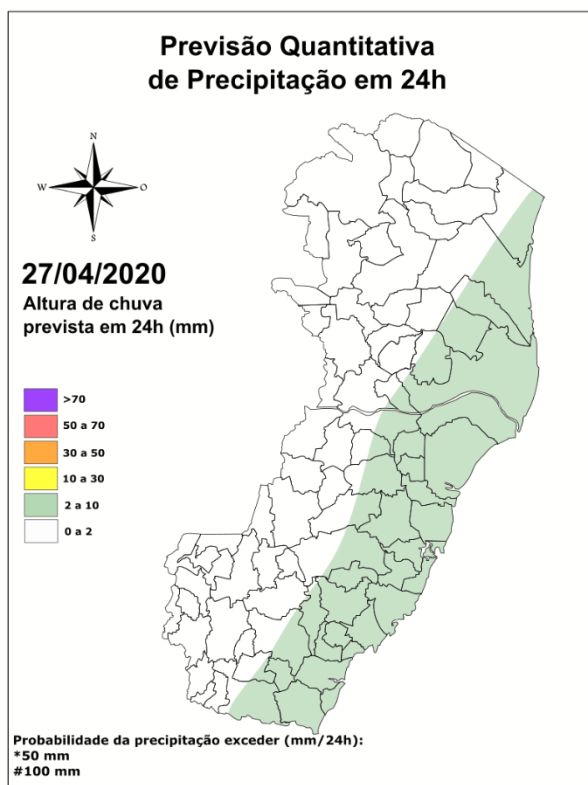 Previsão Quantitativa
de Precipitação em 24h
N
W
O
S
27/04/2020
Altura de chuva
prevista em 24h (mm)
>70
50 a 70
30 a 50
10 a 30
2 a 10
0 a 2
Probabilidade da precipitação exceder (mm/24h):
*50 mm
#100 mm